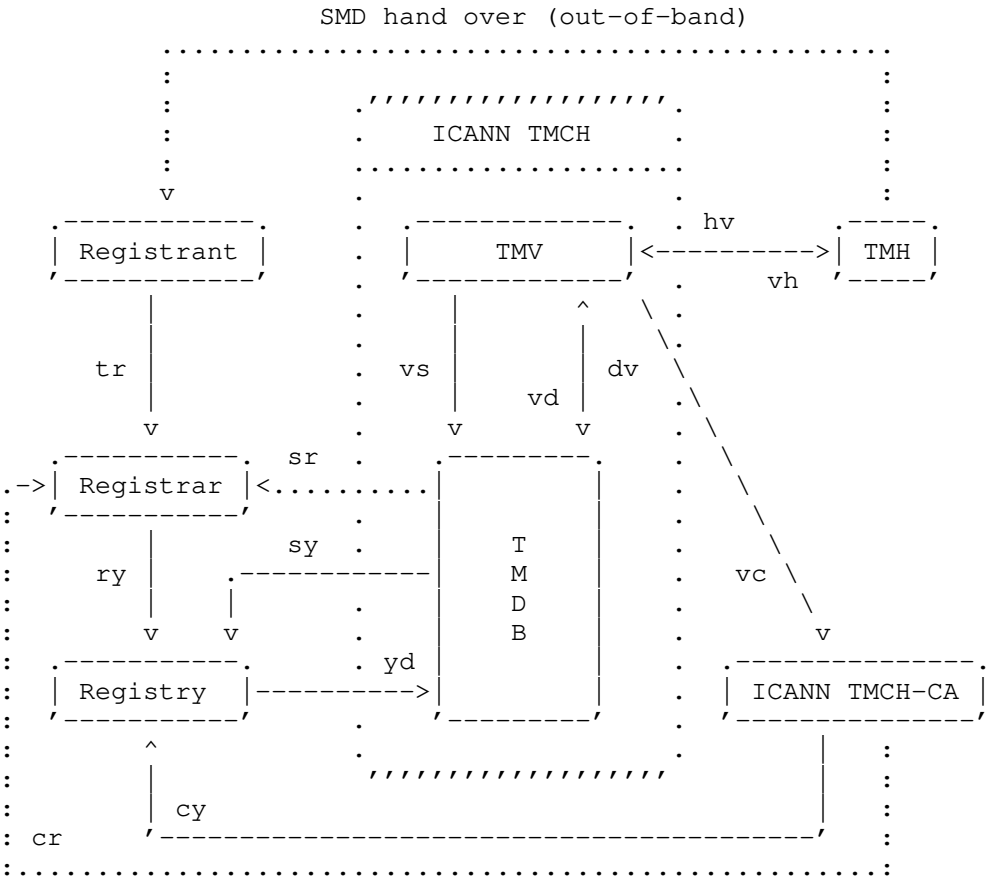 SMD hand over (out-of-band)
ICANN TMCH
hv
Registrant TMV TMH
vh
tr vs dv
vd
sr
Registrar
sy T
ry M vc
D
B
yd
Registry ICANN TMCH-CA
cy
cr